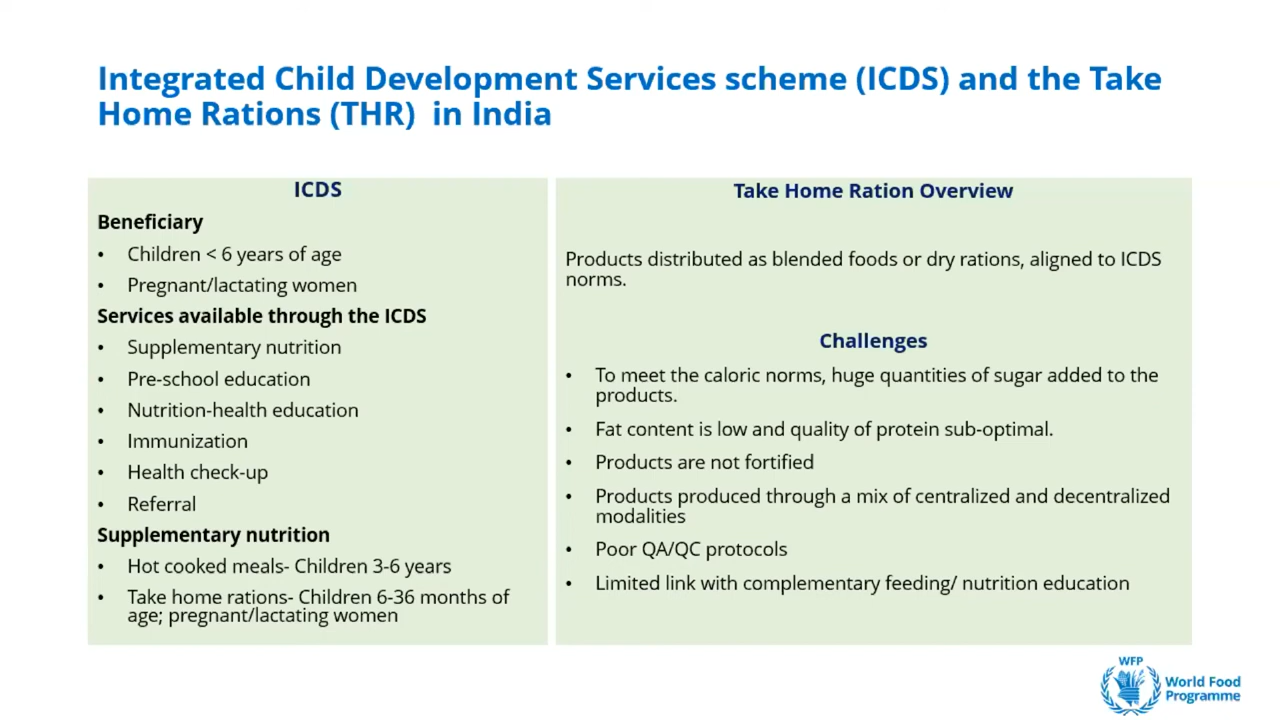 Integrated Child Development Services scheme (ICDS) and the Take
Home Rations (THR) in India
ICDS
Beneficiary
• Children < 6 years of age
• Pregnant/lactating women
Services available through the ICDS
• Supplementary nutrition
• Pre-school education
• Nutrition-health education
• Immunization
• Health check-up
• Referral
Supplementary nutrition
• Hot cooked meals- Children 3-6 years
• Take home rations- Children 6-36 months of
age; pregnant/lactating women
Take Home Ration Overview
Products distributed as blended foods or dry rations, aligned to ICDS
norms.
Challenges
• To meet the caloric norms, huge quantities of sugar added to the
products.
• Fat content is low and quality of protein sub-optimal.
• Products are not fortified
• Products produced through a mix of centralized and decentralized
modalities
• Poor QA/QC protocols
• Limited link with complementary feeding/ nutrition education
WFP
World Food
Programme